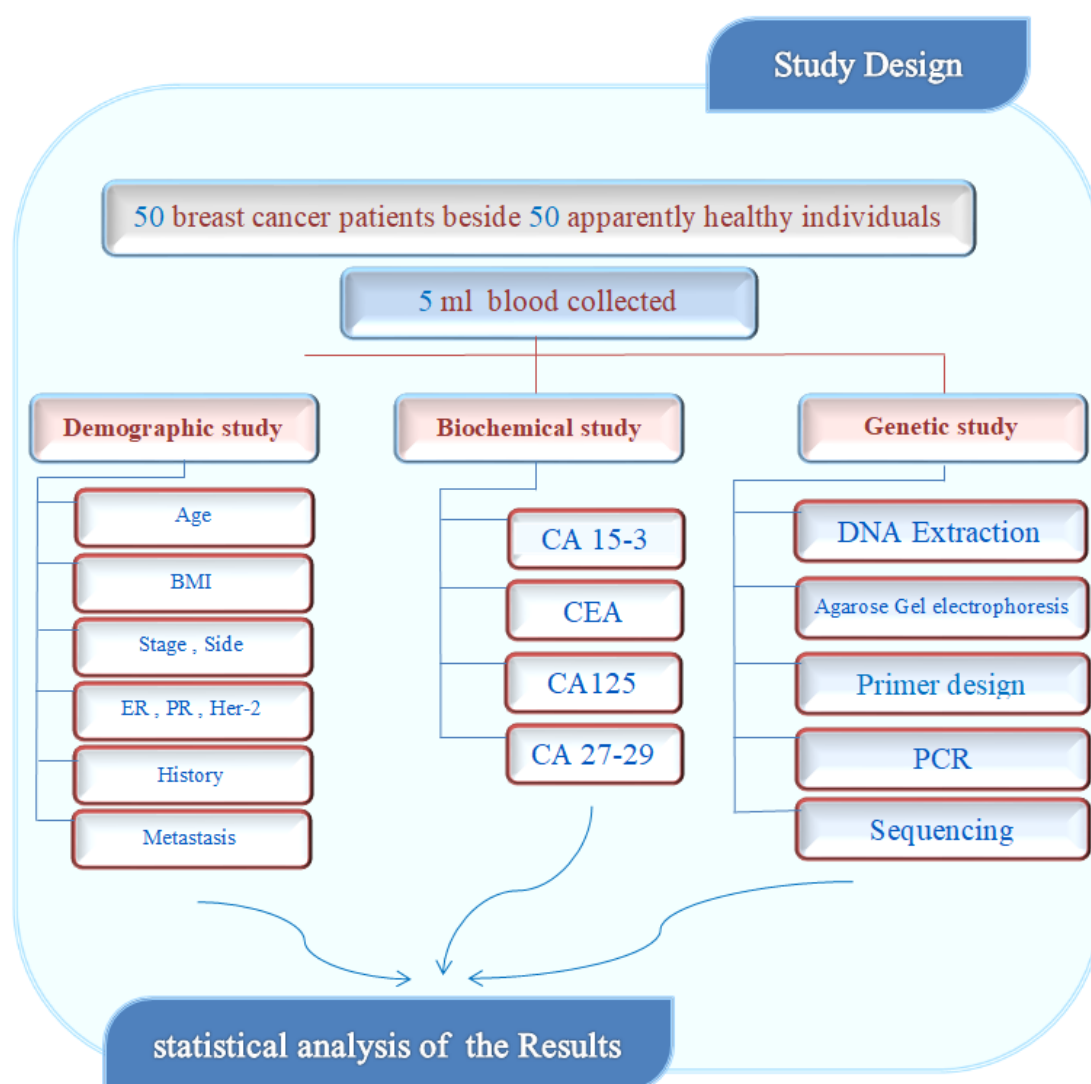 Study Design
50 breast cancer patients beside 50 apparently healthy individuals
5 ml blood collected
Demographic study
Age
BMI
Stage , Side
ER , PR , Her-2
History
Metastasis
Biochemical study
CA 15-3
CEA
CA125
CA 27-29
Genetic study
DNA Extraction
Agarose Gel electrophoresis
Primer design
PCR
Sequencing
statistical analysis of the Results